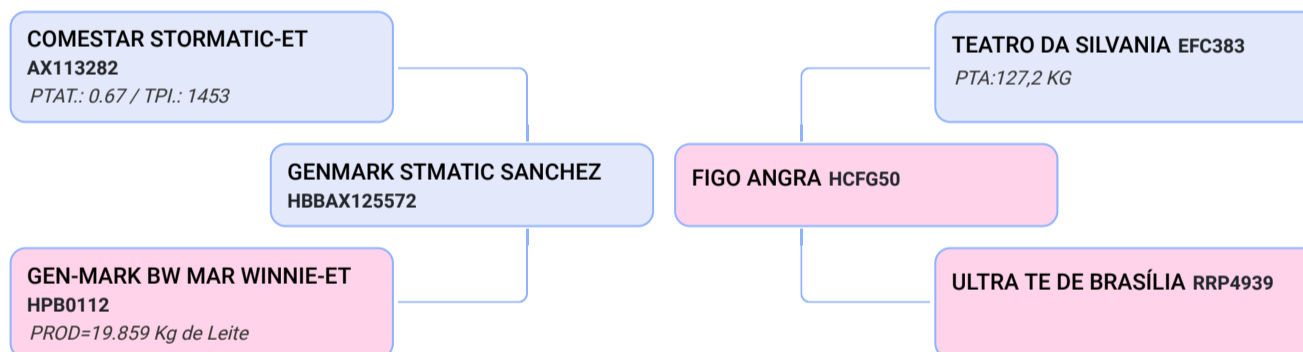 COMESTAR STORMATIC-ET
AX113282
PTAT.: 0.67 / TPI.: 1453
TEATRO DA SILVANIA EFC383
PTA:127,2 KG
GENMARK STMATIC SANCHEZ
HBBAX125572
FIGO ANGRA HCFG50
GEN-MARK BW MAR WINNIE-ET
HPB0112
PROD=19.859 Kg de Leite
ULTRA TE DE BRASÍLIA RRP4939